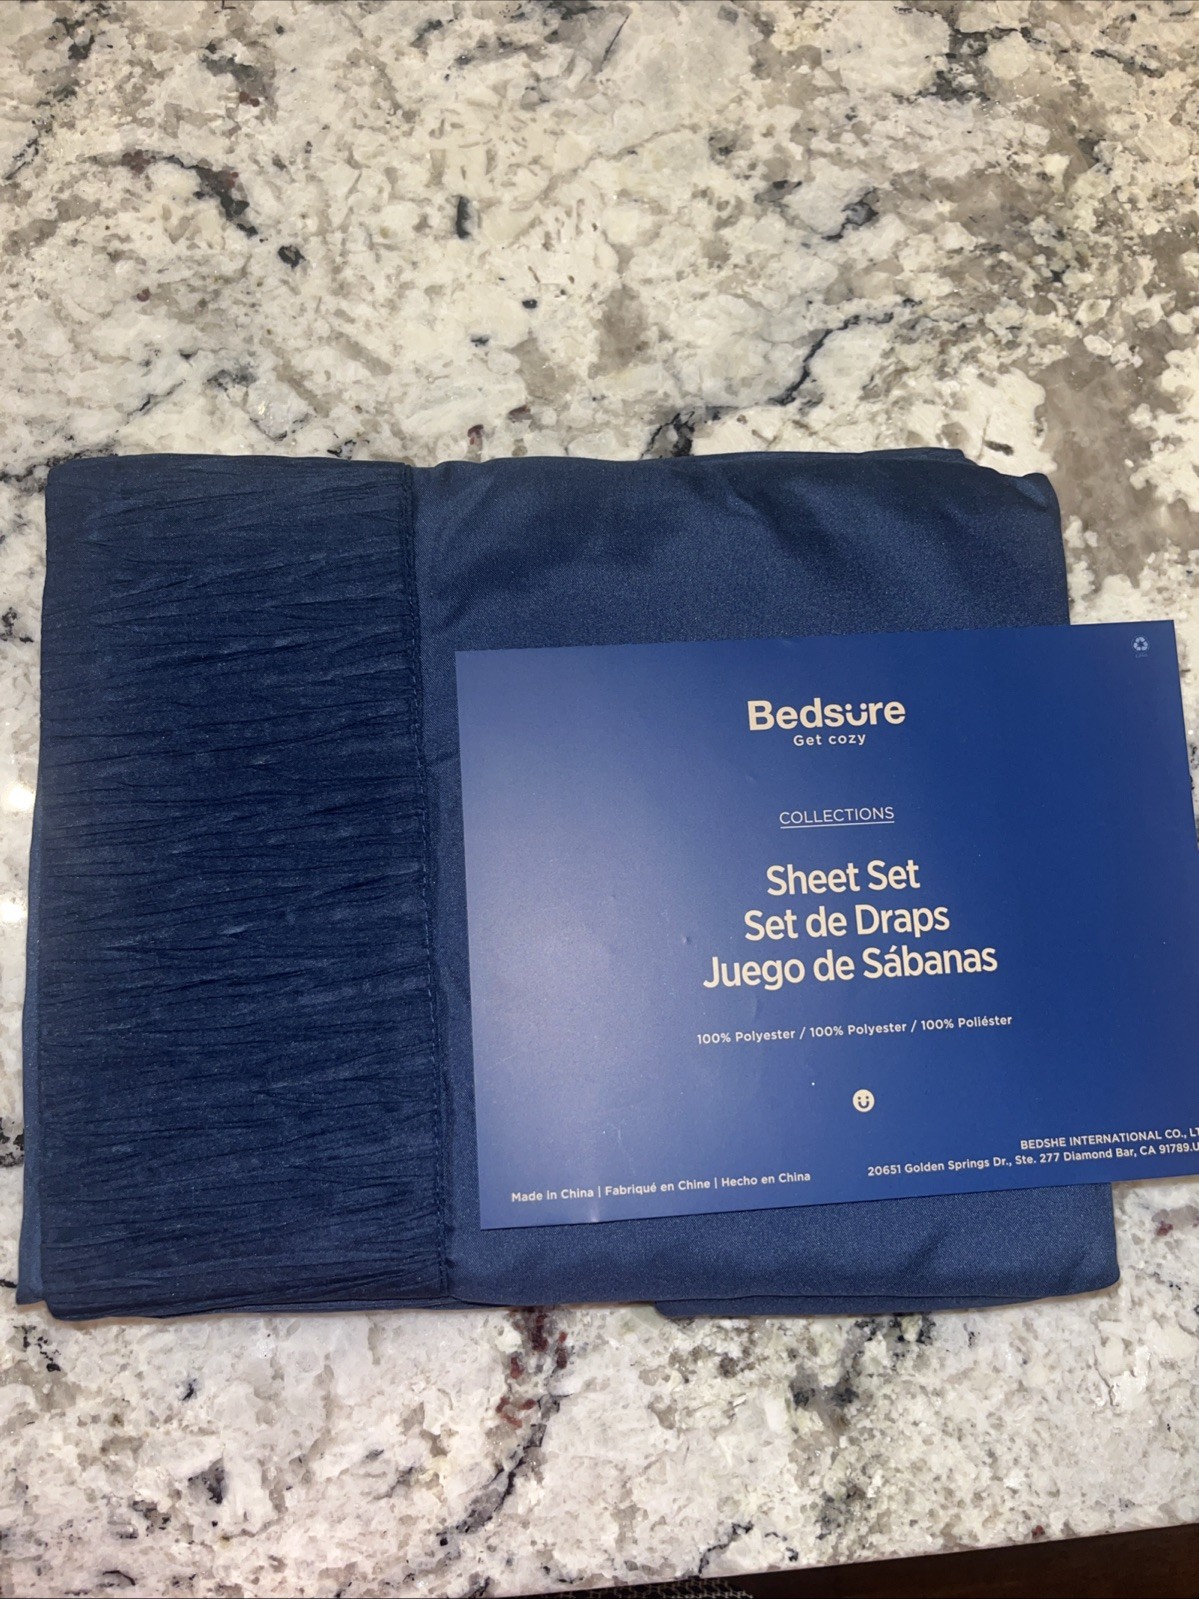 Bedsure
Get cozy
COLLECTIONS
Sheet Set
Set de Draps
Juego de Sábanas
100% Polyester / 100% Polyester / 100% Poliéster
BEDSHE INTERNATIONAL CO.,
20651 Golden Springs Dr., Ste. 277 Diamond Bar, CA 91789.
Made in China | Fabriqué en Chine | Hecho en China